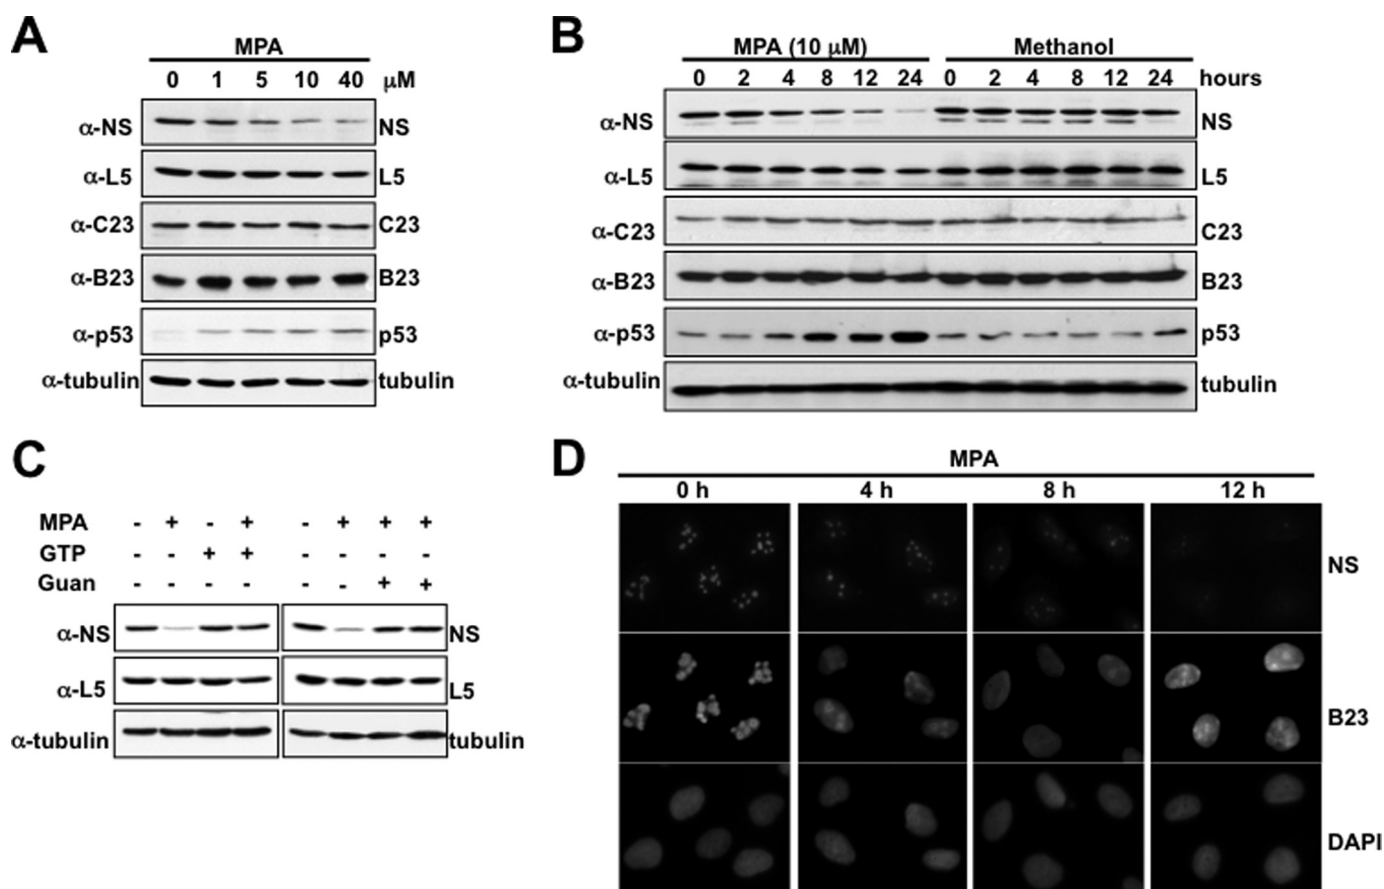 A
MPA
0 1 5 10 40 μM
α-NS NS
α-L5 L5
α-C23 C23
α-B23 B23
α-p53 p53
α-tubulin tubulin
B
MPA (10 μM) Methanol
0 2 4 8 12 24 0 2 4 8 12 24 hours
α-NS NS
α-L5 L5
α-C23 C23
α-B23 B23
α-p53 p53
α-tubulin tubulin
C
MPA - + - + - + + +
GTP - - + + - - - -
Guan - - - - - - + +
α-NS NS
α-L5 L5
α-tubulin tubulin
D
MPA
0 h 4 h 8 h 12 h
NS
B23
DAPI